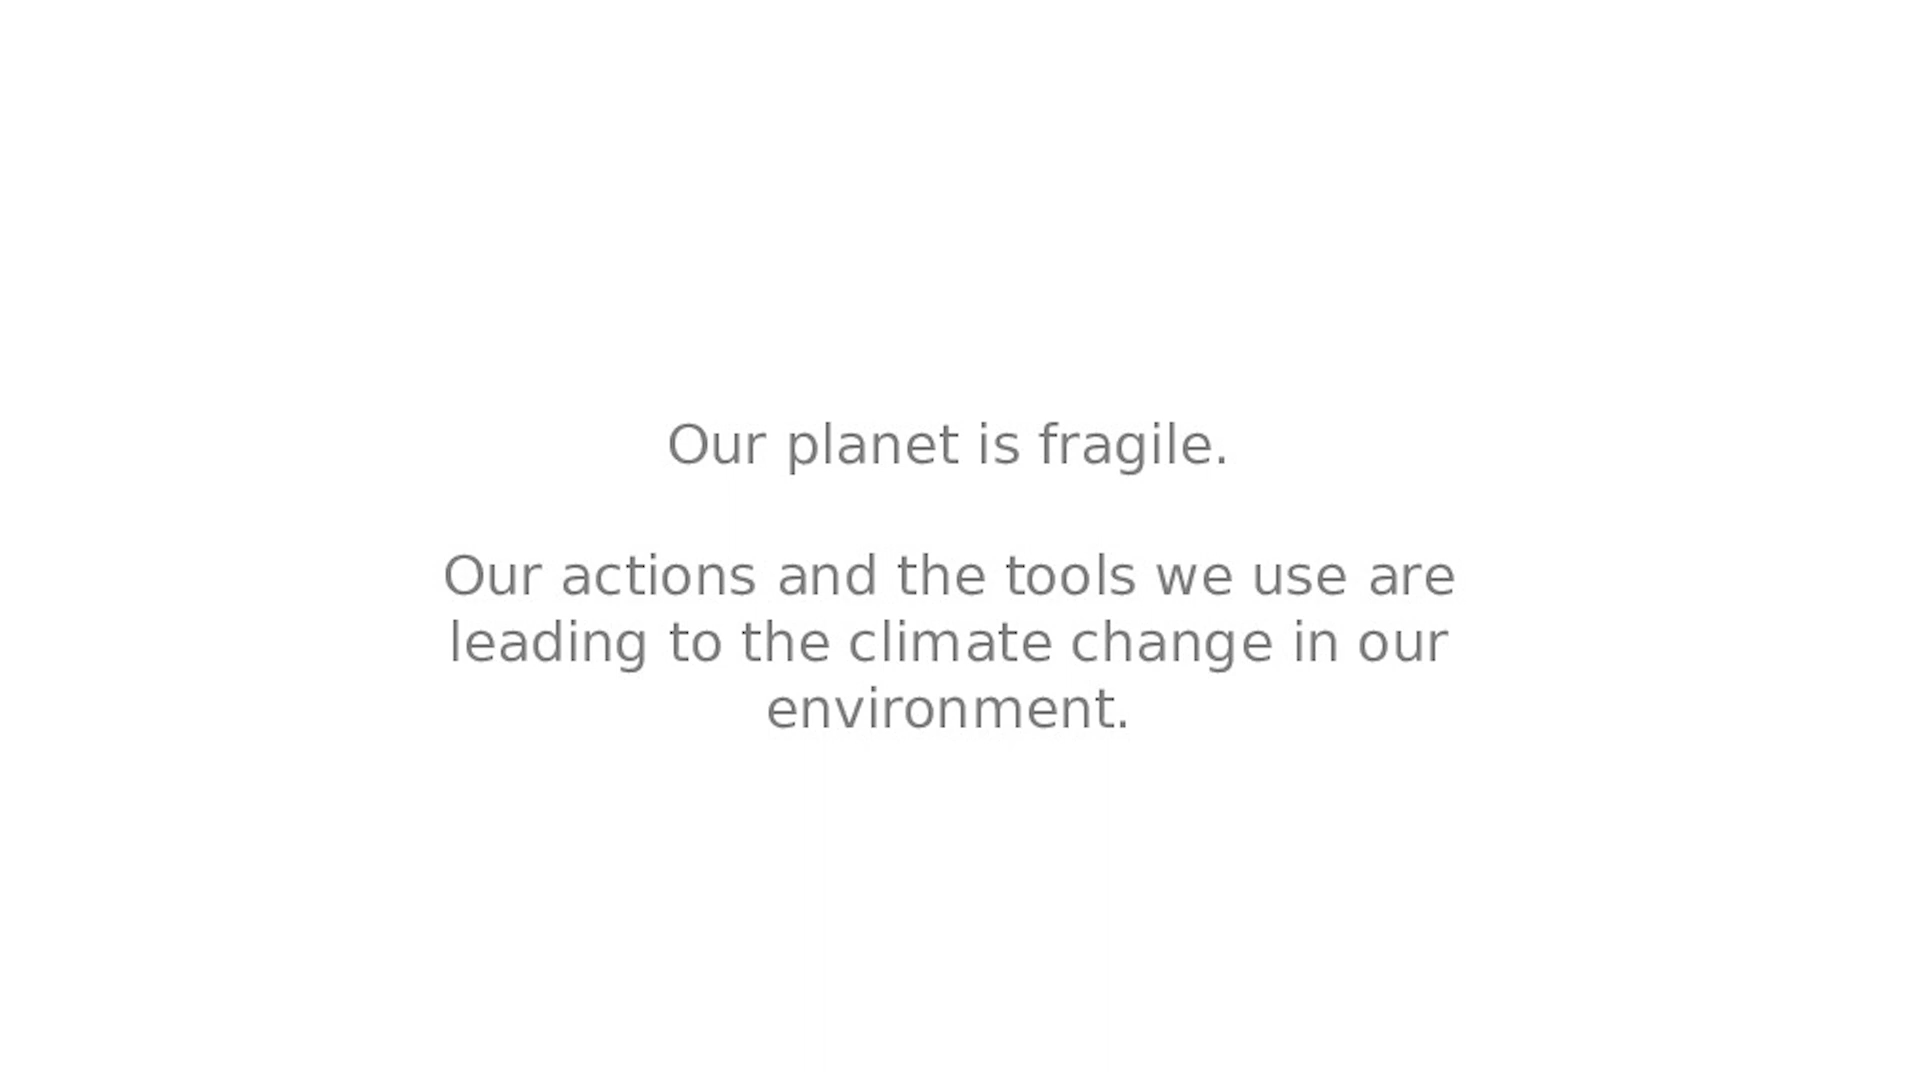 Our planet is fragile.
Our actions and the tools we use are
leading to the climate change in our
environment.